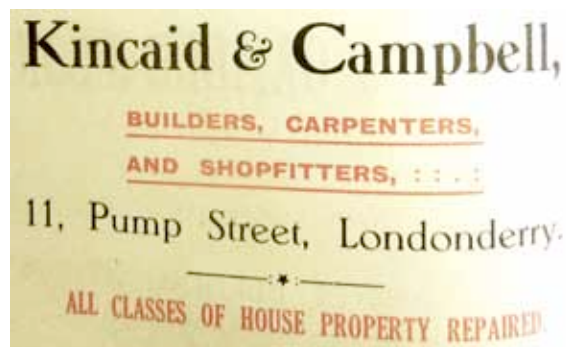 Kincaid & Campbell,
BUILDERS, CARPENTERS,
AND SHOPFITTERS, : : . :
11, Pump Street, Londonderry.
ALL CLASSES OF HOUSE PROPERTY REPAIRED.